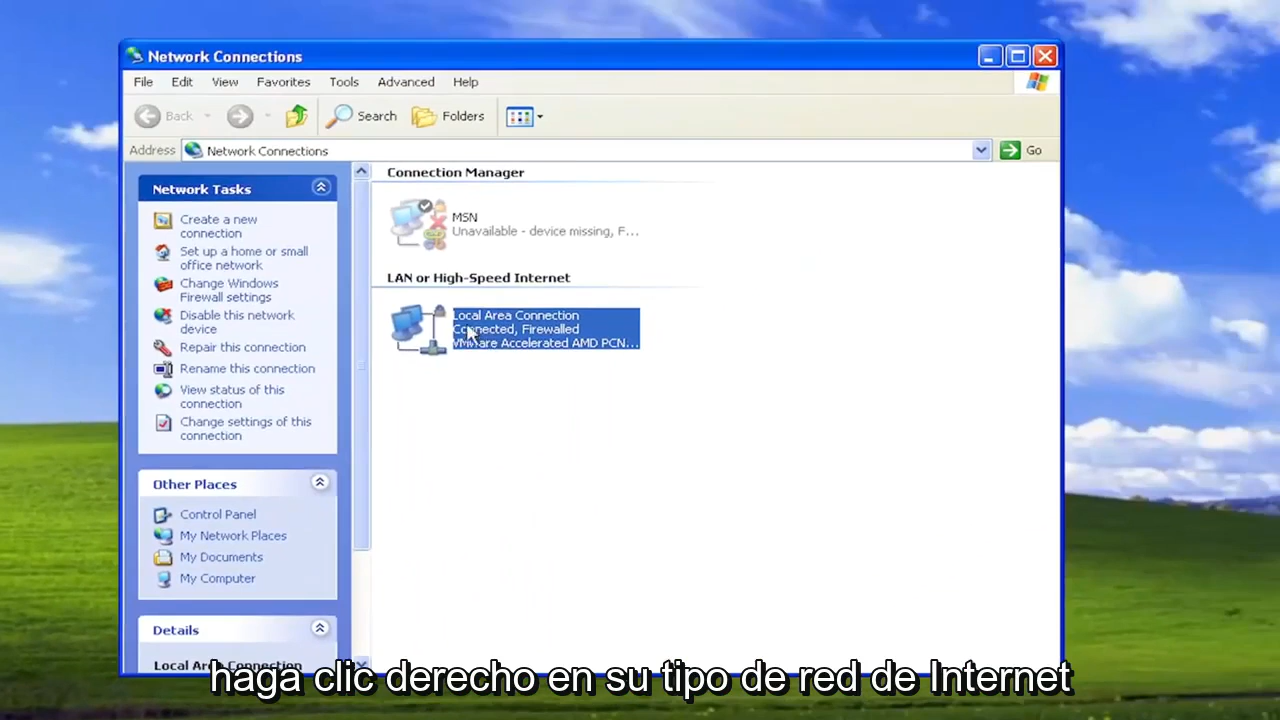 Network Connections
File Edit View Favorites Tools Advanced Help
Back Search Folders
Address Network Connections Go
Network Tasks
Create a new
connection
Set up a home or small
office network
Change Windows
Firewall settings
Disable this network
device
Repair this connection
Rename this connection
View status of this
connection
Change settings of this
connection
Other Places
Control Panel
My Network Places
My Documents
My Computer
Details
Local Area Connection
Connection Manager
MSN
Unavailable - device missing, F...
LAN or High-Speed Internet
Local Area Connection
Connected, Firewalled
VMware Accelerated AMD PCN...
haga clic derecho en su tipo de red de Internet